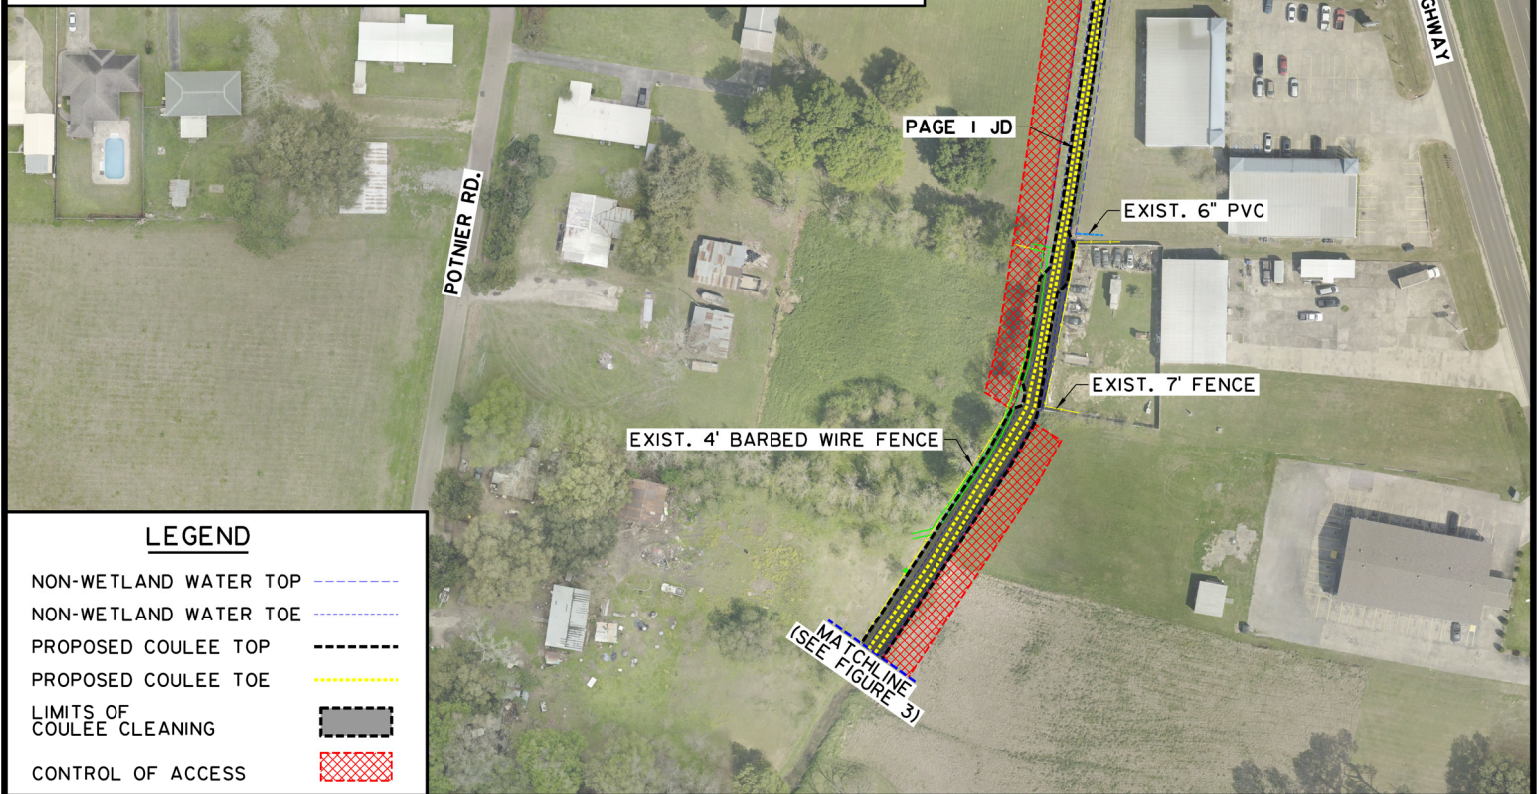 GHWAY
PAGE 1 JD
EXIST. 6" PVC
POTNIER RD.
EXIST. 7' FENCE
EXIST. 4' BARBED WIRE FENCE
MATCHLINE
(SEE FIGURE 3)
LEGEND
NON-WETLAND WATER TOP
NON-WETLAND WATER TOE
PROPOSED COULEE TOP
PROPOSED COULEE TOE
LIMITS OF
COULEE CLEANING
CONTROL OF ACCESS